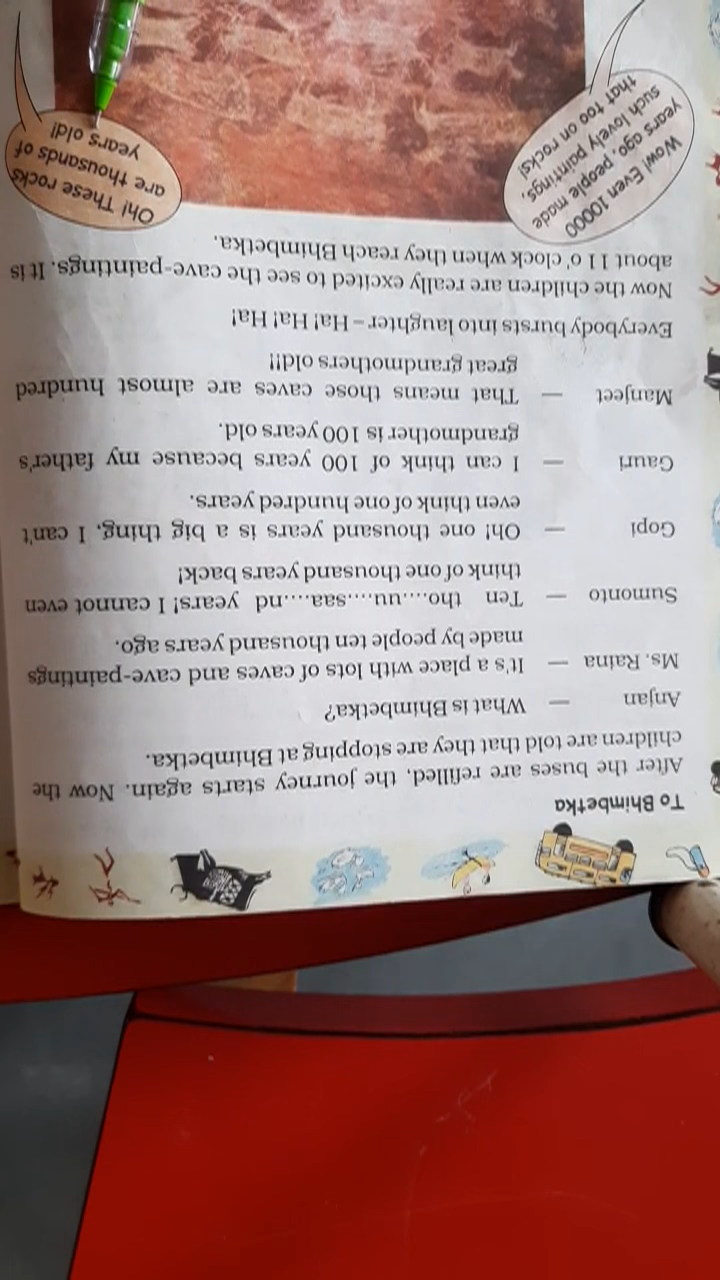 To Bhimbetka
After the buses are refilled, the journey starts again. Now the
children are told that they are stopping at Bhimbetka.
Anjan — What is Bhimbetka?
Ms. Raina — It's a place with lots of caves and cave-paintings
made by people ten thousand years ago.
Sumonto — Ten tho....uu....saa....nd years! I cannot even
think of one thousand years back!
Gopi — Oh! one thousand years is a big thing, I can't
even think of one hundred years.
Gauri — I can think of 100 years because my father's
grandmother is 100 years old.
Manjeet — That means those caves are almost hundred
great grandmothers old!!
Everybody bursts into laughter – Ha! Ha! Ha!
Now the children are really excited to see the cave-paintings. It is
about 11 o' clock when they reach Bhimbetka.
Wow! Even 10000
years ago, people made
such lovely paintings,
that too on rocks!
Oh! These rocks
are thousands of
years old!